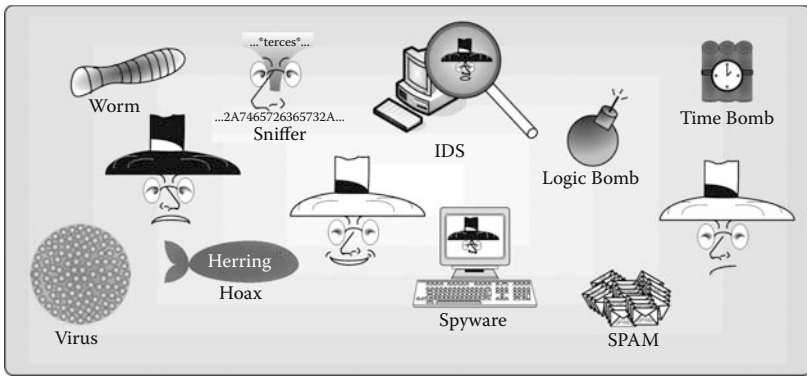 ...*terces*...
Worm
...2A7465726365732A...
Sniffer
IDS
Logic Bomb
Time Bomb
Herring
Hoax
Virus
Spyware
SPAM